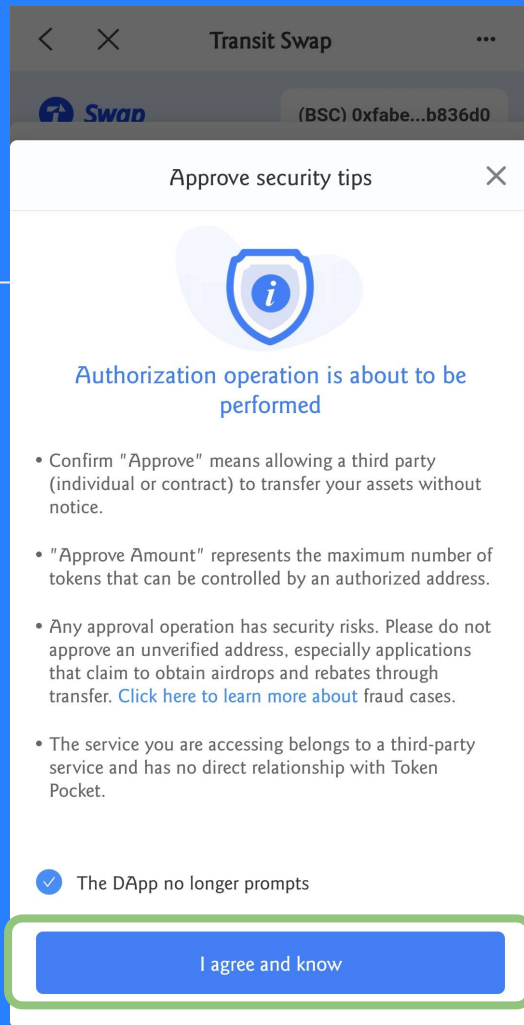 Transit Swap
Swap
(BSC) 0xfabe...b836d0
Approve security tips
Authorization operation is about to be
performed
• Confirm "Approve" means allowing a third party
(individual or contract) to transfer your assets without
notice.
• "Approve Amount" represents the maximum number of
tokens that can be controlled by an authorized address.
• Any approval operation has security risks. Please do not
approve an unverified address, especially applications
that claim to obtain airdrops and rebates through
transfer. Click here to learn more about fraud cases.
• The service you are accessing belongs to a third-party
service and has no direct relationship with Token
Pocket.
The DApp no longer prompts
I agree and know